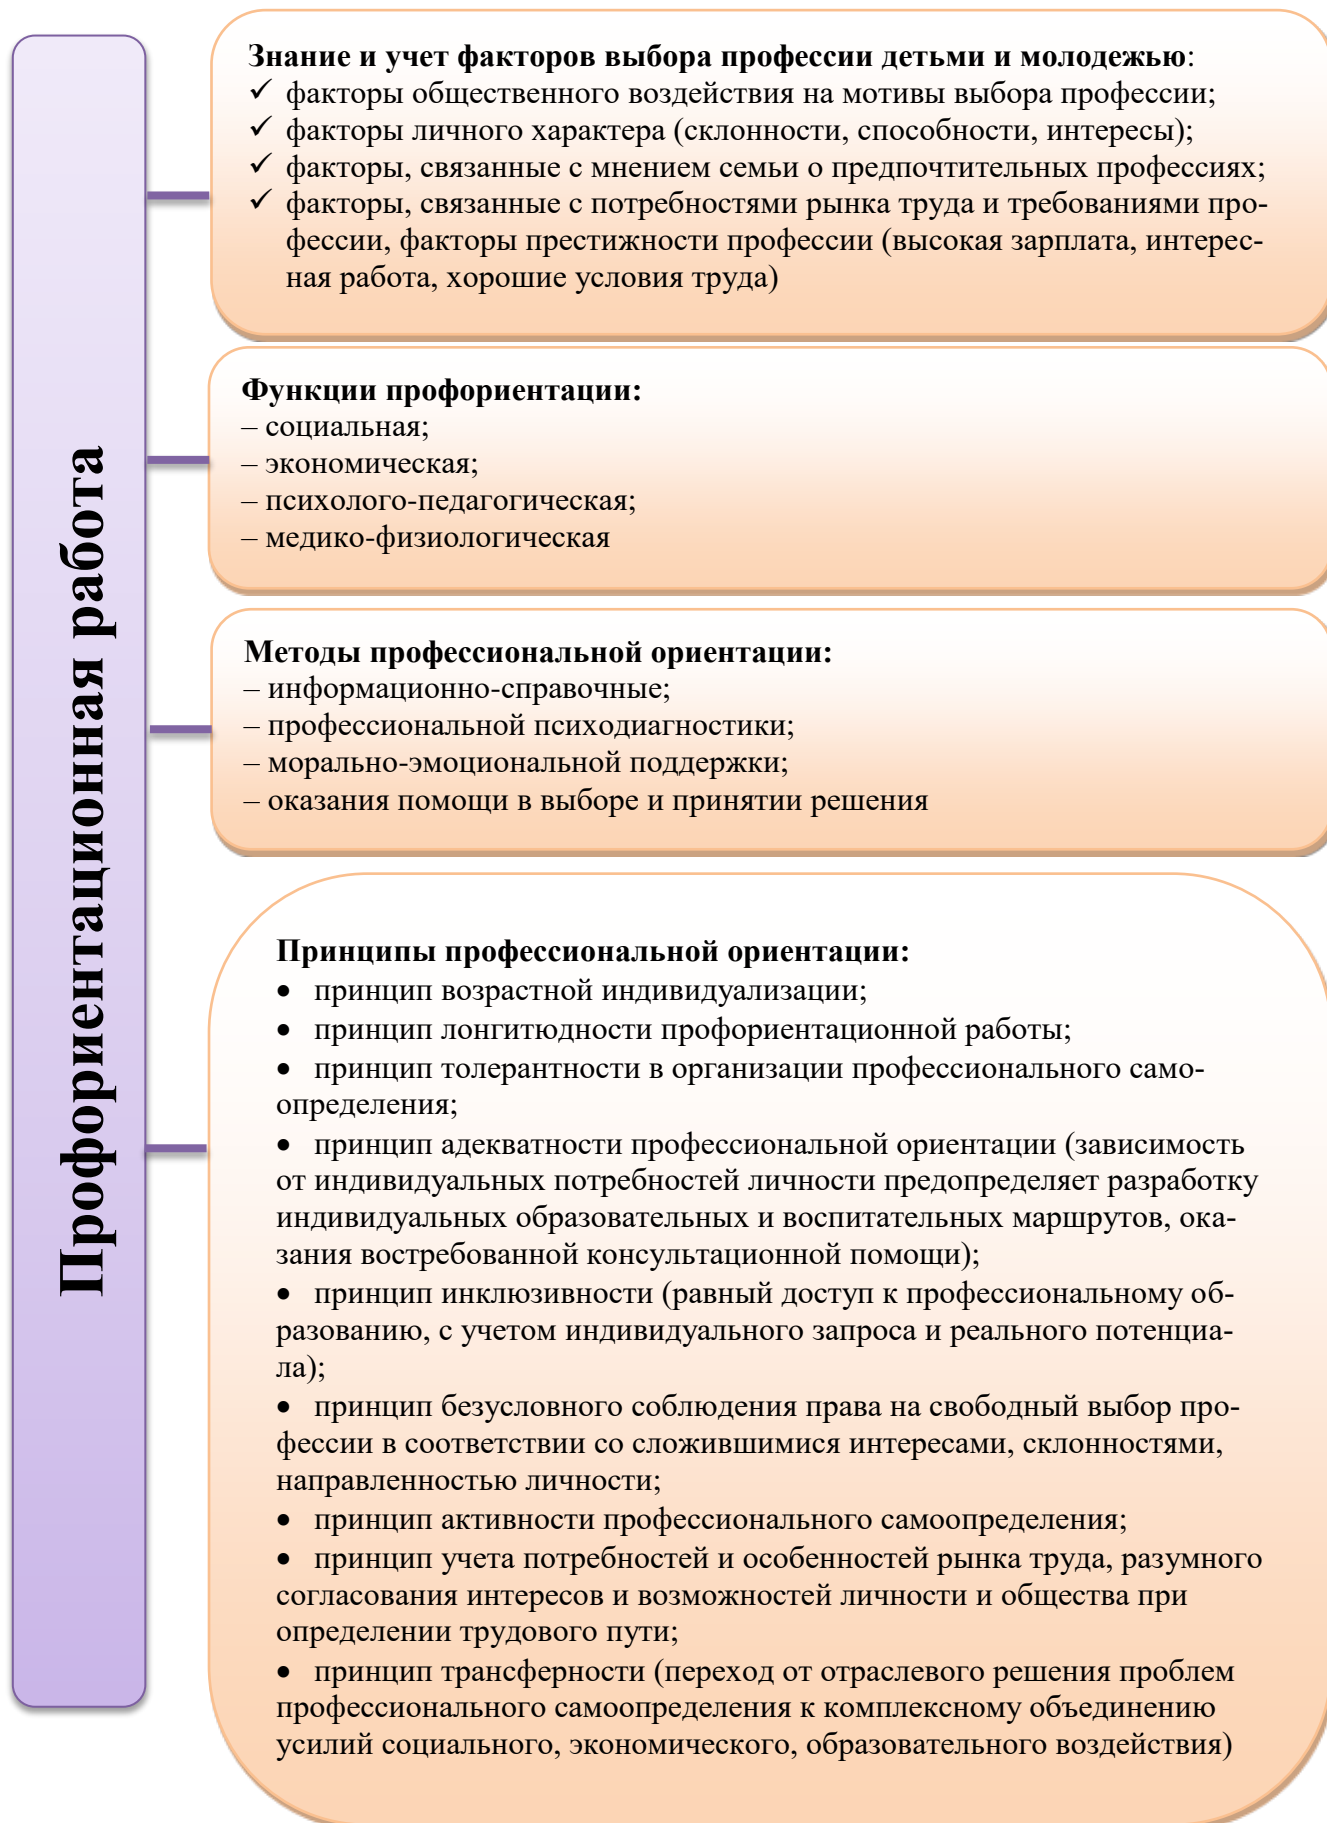 Профориентационная работа
Знание и учет факторов выбора профессии детьми и молодежью:
✓ факторы общественного воздействия на мотивы выбора профессии;
✓ факторы личного характера (склонности, способности, интересы);
✓ факторы, связанные с мнением семьи о предпочтительных профессиях;
✓ факторы, связанные с потребностями рынка труда и требованиями про-
фессии, факторы престижности профессии (высокая зарплата, интерес-
ная работа, хорошие условия труда)
Функции профориентации:
– социальная;
– экономическая;
– психолого-педагогическая;
– медико-физиологическая
Методы профессиональной ориентации:
– информационно-справочные;
– профессиональной психодиагностики;
– морально-эмоциональной поддержки;
– оказания помощи в выборе и принятии решения
Принципы профессиональной ориентации:
• принцип возрастной индивидуализации;
• принцип лонгитюдности профориентационной работы;
• принцип толерантности в организации профессионального само-
определения;
• принцип адекватности профессиональной ориентации (зависимость
от индивидуальных потребностей личности предопределяет разработку
индивидуальных образовательных и воспитательных маршрутов, ока-
зания востребованной консультационной помощи);
• принцип инклюзивности (равный доступ к профессиональному об-
разованию, с учетом индивидуального запроса и реального потенциа-
ла);
• принцип безусловного соблюдения права на свободный выбор про-
фессии в соответствии со сложившимися интересами, склонностями,
направленностью личности;
• принцип активности профессионального самоопределения;
• принцип учета потребностей и особенностей рынка труда, разумного
согласования интересов и возможностей личности и общества при
определении трудового пути;
• принцип трансферности (переход от отраслевого решения проблем
профессионального самоопределения к комплексному объединению
усилий социального, экономического, образовательного воздействия)